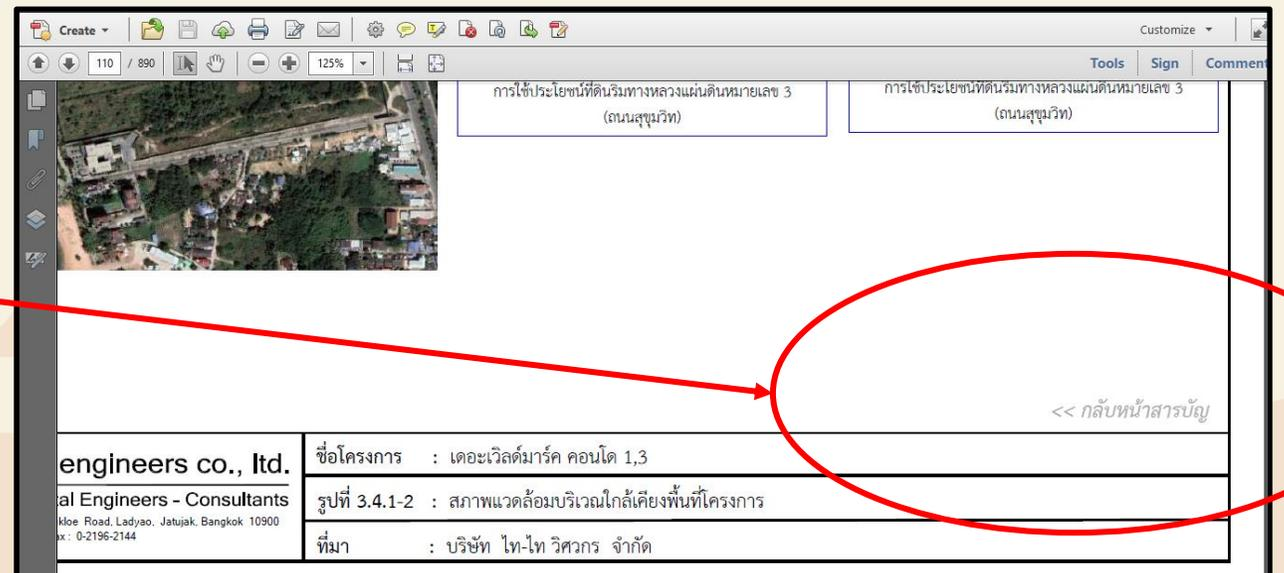 Create
Customize
110 / 890
125%
Tools Sign Comment
การใช้ประโยชน์ที่ดินริมทางหลวงแผ่นดินหมายเลข 3
(ถนนสุขุมวิท)
การใช้ประโยชน์ที่ดินริมทางหลวงแผ่นดินหมายเลข 3
(ถนนสุขุมวิท)
<< กลับหน้าสารบัญ
engineers co., ltd.
tal Engineers - Consultants
kloe Road, Ladyao, Jatujak, Bangkok 10900
ax : 0-2196-2144
ชื่อโครงการ : เดอะเวิลด์มาร์ค คอนโด 1,3
รูปที่ 3.4.1-2 : สภาพแวดล้อมบริเวณใกล้เคียงพื้นที่โครงการ
ที่มา : บริษัท ไท-ไท วิศวกร จำกัด